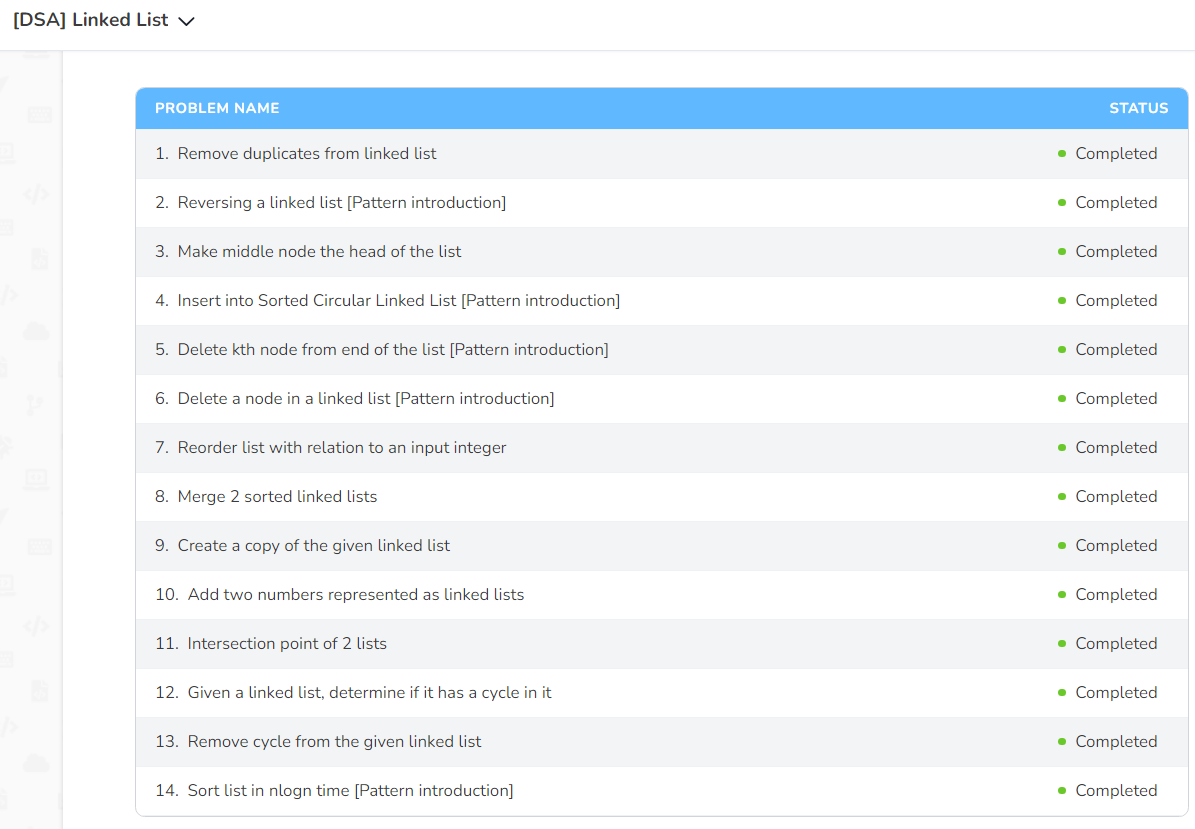 [DSA] Linked List
PROBLEM NAME STATUS
1. Remove duplicates from linked list Completed
2. Reversing a linked list [Pattern introduction] Completed
3. Make middle node the head of the list Completed
4. Insert into Sorted Circular Linked List [Pattern introduction] Completed
5. Delete kth node from end of the list [Pattern introduction] Completed
6. Delete a node in a linked list [Pattern introduction] Completed
7. Reorder list with relation to an input integer Completed
8. Merge 2 sorted linked lists Completed
9. Create a copy of the given linked list Completed
10. Add two numbers represented as linked lists Completed
11. Intersection point of 2 lists Completed
12. Given a linked list, determine if it has a cycle in it Completed
13. Remove cycle from the given linked list Completed
14. Sort list in nlogn time [Pattern introduction] Completed